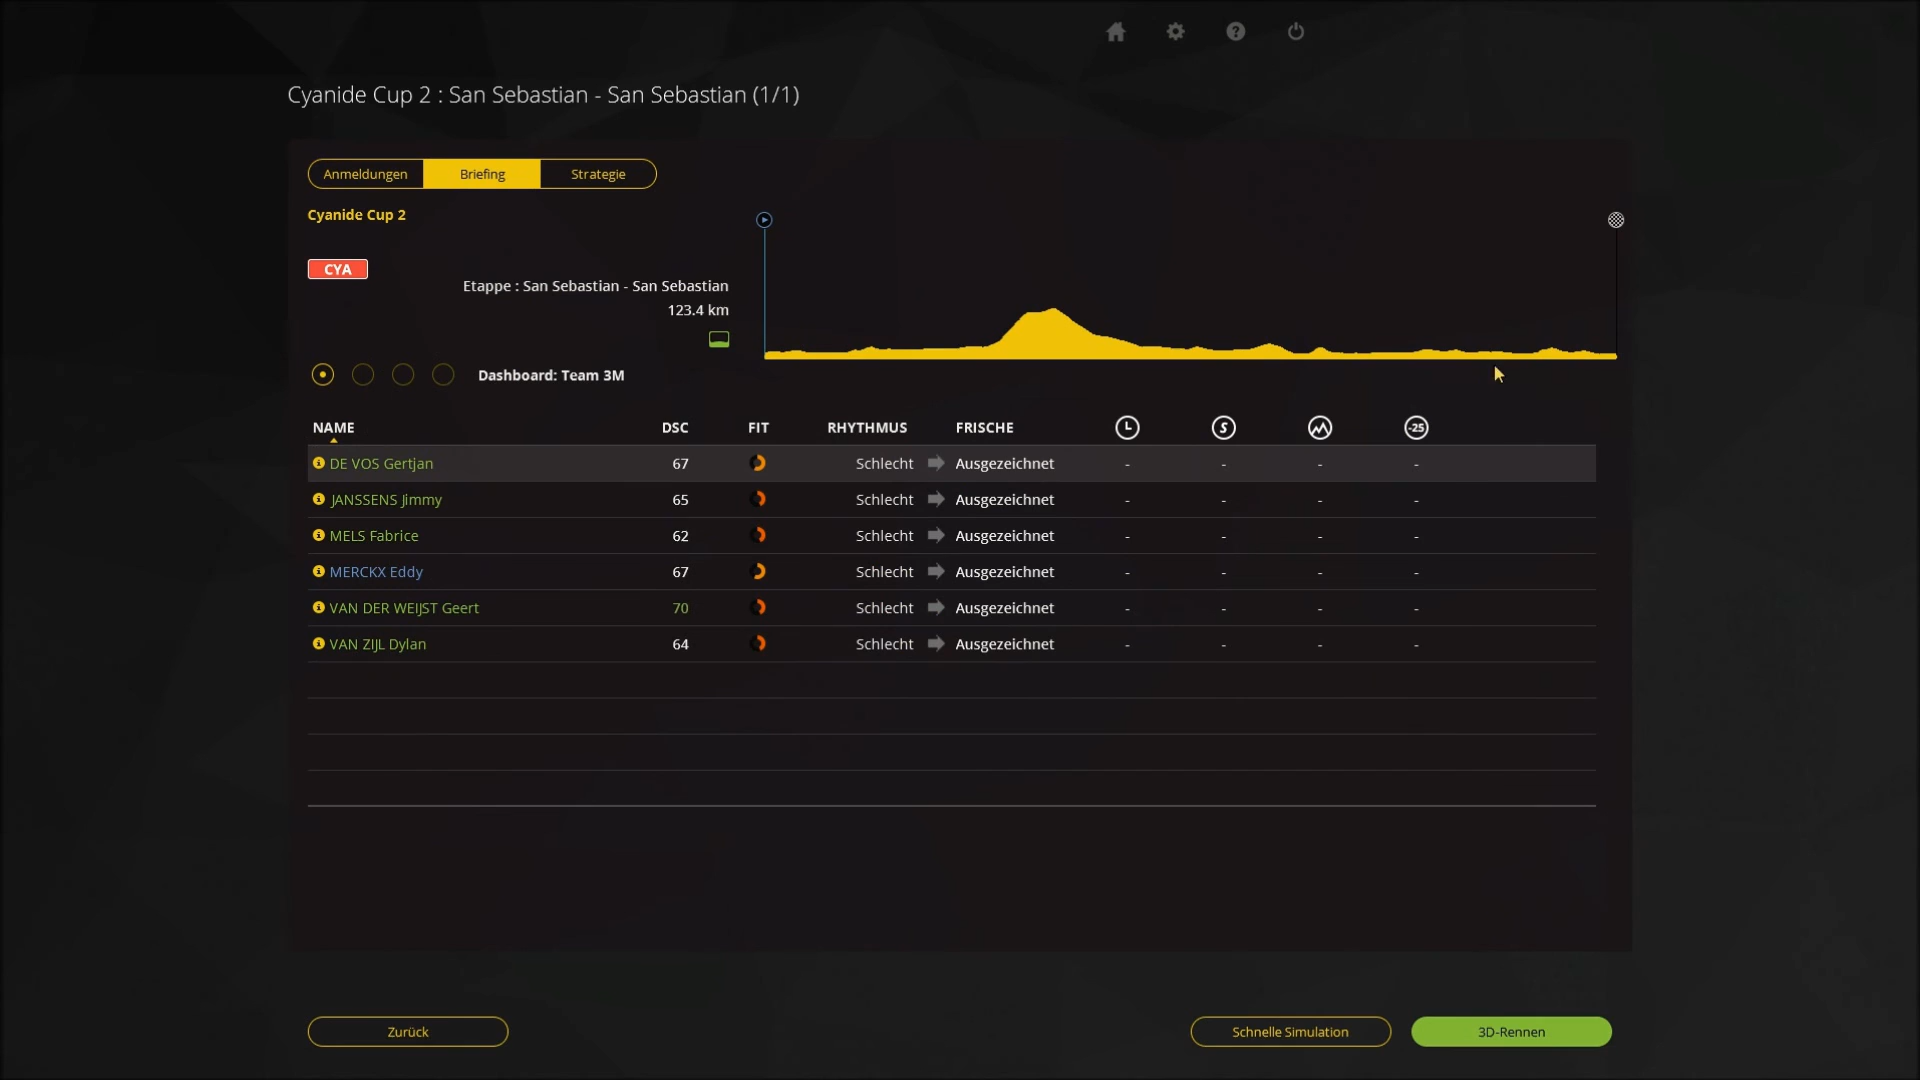 Cyanide Cup 2 : San Sebastian - San Sebastian (1/1)
Anmeldungen Briefing Strategie
Cyanide Cup 2
CYA
Etappe : San Sebastian - San Sebastian
123.4 km
Dashboard: Team 3M
NAME DSC FIT RHYTHMUS FRISCHE S -25
DE VOS Gertjan 67 Schlecht Ausgezeichnet - - - -
JANSSENS Jimmy 65 Schlecht Ausgezeichnet - - - -
MELS Fabrice 62 Schlecht Ausgezeichnet - - - -
MERCKX Eddy 67 Schlecht Ausgezeichnet - - - -
VAN DER WEIJST Geert 70 Schlecht Ausgezeichnet - - - -
VAN ZIJL Dylan 64 Schlecht Ausgezeichnet - - - -
Zurück Schnelle Simulation 3D-Rennen